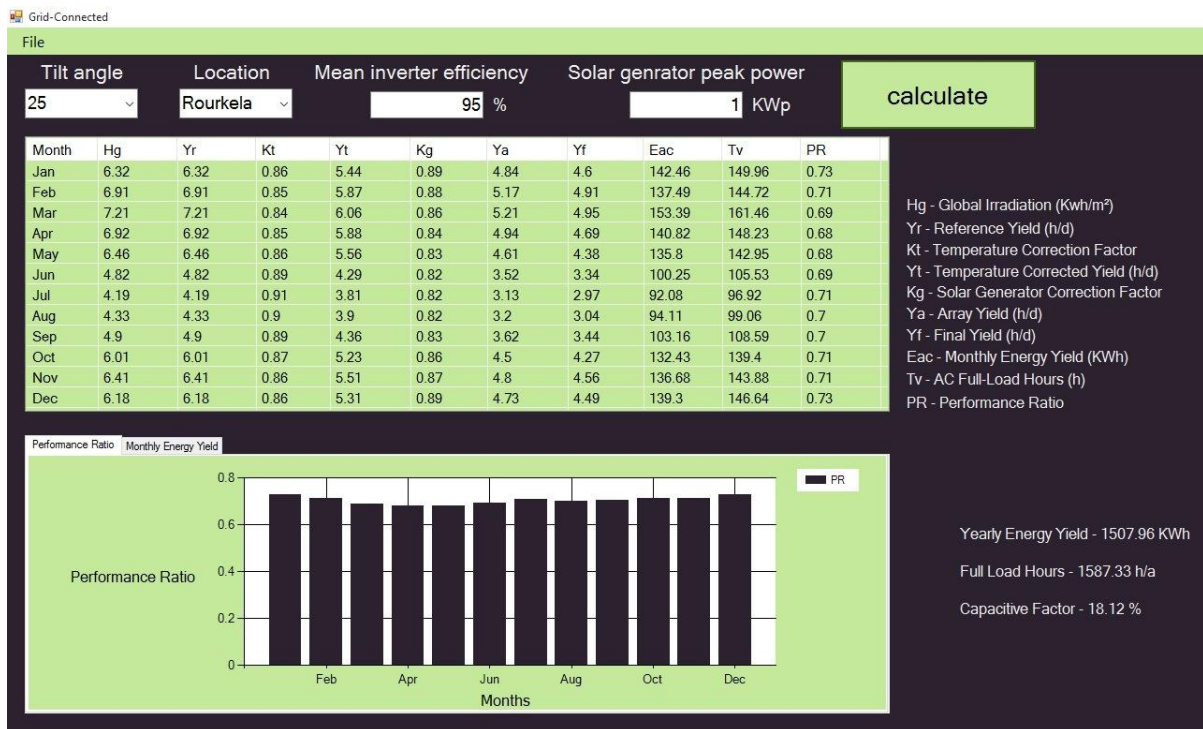 Grid-Connected
File
Tilt angle Location Mean inverter efficiency Solar genrator peak power
25 Rourkela 95 % 1 KWp calculate
Month Hg Yr Kt Yt Kg Ya Yf Eac Tv PR
Jan 6.32 6.32 0.86 5.44 0.89 4.84 4.6 142.46 149.96 0.73
Feb 6.91 6.91 0.85 5.87 0.88 5.17 4.91 137.49 144.72 0.71
Mar 7.21 7.21 0.84 6.06 0.86 5.21 4.95 153.39 161.46 0.69
Apr 6.92 6.92 0.85 5.88 0.84 4.94 4.69 140.82 148.23 0.68
May 6.46 6.46 0.86 5.56 0.83 4.61 4.38 135.8 142.95 0.68
Jun 4.82 4.82 0.89 4.29 0.82 3.52 3.34 100.25 105.53 0.69
Jul 4.19 4.19 0.91 3.81 0.82 3.13 2.97 92.08 96.92 0.71
Aug 4.33 4.33 0.9 3.9 0.82 3.2 3.04 94.11 99.06 0.7
Sep 4.9 4.9 0.89 4.36 0.83 3.62 3.44 103.16 108.59 0.7
Oct 6.01 6.01 0.87 5.23 0.86 4.5 4.27 132.43 139.4 0.71
Nov 6.41 6.41 0.86 5.51 0.87 4.8 4.56 136.68 143.88 0.71
Dec 6.18 6.18 0.86 5.31 0.89 4.73 4.49 139.3 146.64 0.73
Hg - Global Irradiation (Kwh/m²)
Yr - Reference Yield (h/d)
Kt - Temperature Correction Factor
Yt - Temperature Corrected Yield (h/d)
Kg - Solar Generator Correction Factor
Ya - Array Yield (h/d)
Yf - Final Yield (h/d)
Eac - Monthly Energy Yield (KWh)
Tv - AC Full-Load Hours (h)
PR - Performance Ratio
Performance Ratio Monthly Energy Yield
0.8
0.6
0.4
0.2
0
Performance Ratio
PR
Feb Apr Jun Aug Oct Dec
Months
Yearly Energy Yield - 1507.96 KWh
Full Load Hours - 1587.33 h/a
Capacitive Factor - 18.12 %